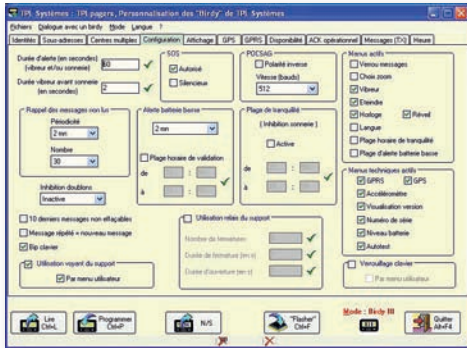 TPL Systèmes : TPL pagers, Personnalisation des "Birdy" de TPL Systèmes
Fichiers Dialogue avec un birdy Mode Langue ?
Identités Sous-adresses Centres multiples Configuration Affichage GPS GPRS Disponibilité ACK opérationnel Messages (TX) Heure
Durée d'alerte (en secondes)
(vibreur et/ou sonnerie)
60
Durée vibreur avant sonnerie
(en secondes)
2
SOS
Autorisé
Silencieux
POCSAG
Polarité inverse
Vitesse (bauds)
512
Menus actifs
Verrou messages
Choix zoom
Vibreur
Eteindre
Horloge Réveil
Langue
Plage horaire de tranquilité
Plage d'alerte batterie basse
Rappel des messages non lus
Périodicité
2 mn
Nombre
30
Alerte batterie basse
2 mn
Plage horaire de validation
de :
à :
Plage de tranquilité
( Inhibition sonnerie )
Active
de :
à :
Inhibition doublons
Inactive
Menus techniques actifs
GPRS GPS
Accéléromètre
Visualisation version
Numéro de série
Niveau batterie
Autotest
10 derniers messages non effaçables
Message répété = nouveau message
Bip clavier
Utilisation voyant du support
Par menu utilisateur
Utilisation relais du support
Nombre de fermetures
Durée de fermeture (en s)
Durée d'ouverture (en s)
Verrouillage clavier
Par menu utilisateur
Lire
Ctrl+L
Programmer
Ctrl+P
N/S
"Flasher"
Ctrl+F
Mode : Birdy III
Quitter
Alt+F4